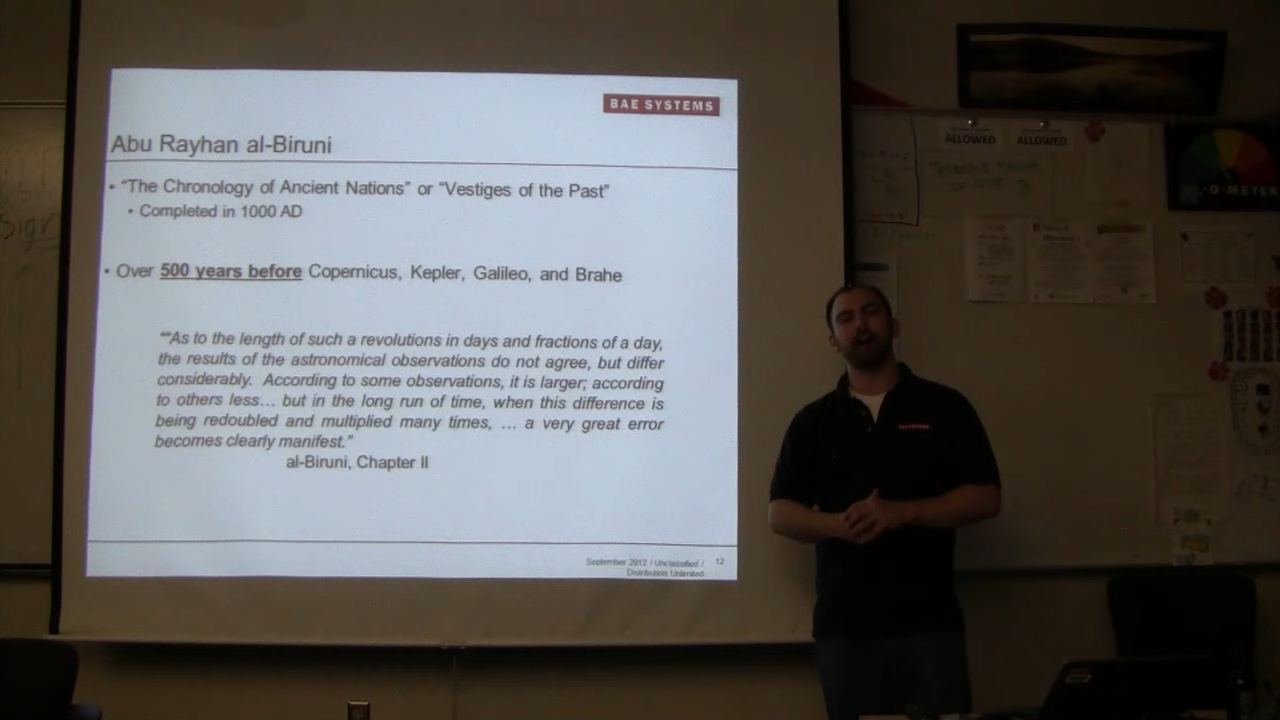 BAE SYSTEMS
Abu Rayhan al-Biruni
• “The Chronology of Ancient Nations” or “Vestiges of the Past”
• Completed in 1000 AD
• Over 500 years before Copernicus, Kepler, Galileo, and Brahe
““As to the length of such a revolutions in days and fractions of a day,
the results of the astronomical observations do not agree, but differ
considerably. According to some observations, it is larger; according
to others less… but in the long run of time, when this difference is
being redoubled and multiplied many times, … a very great error
becomes clearly manifest.”
al-Biruni, Chapter II
September 2012 / Unclassified /
Distribution Unlimited
12
ALLOWED
ALLOWED
-O-METER
Sign